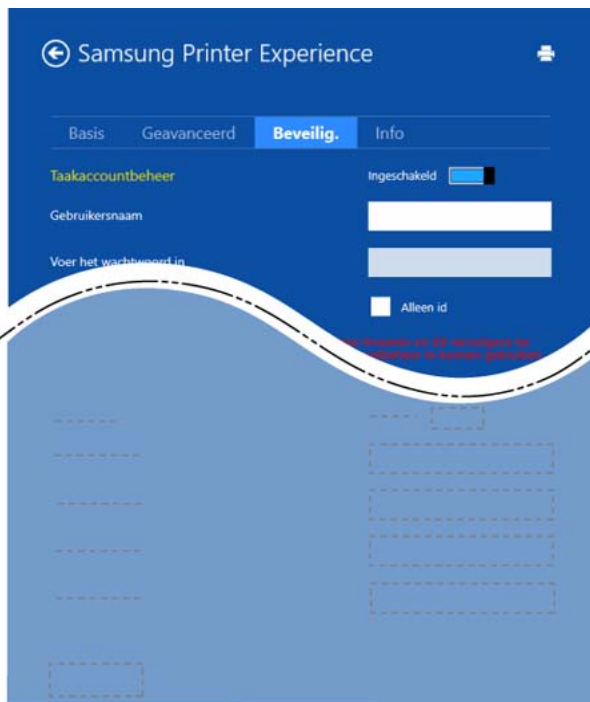 Samsung Printer Experience
Basis Geavanceerd Beveilig. Info
Taakaccountbeheer Ingeschakeld
Gebruikersnaam
Voer het wachtwoord in
Alleen id